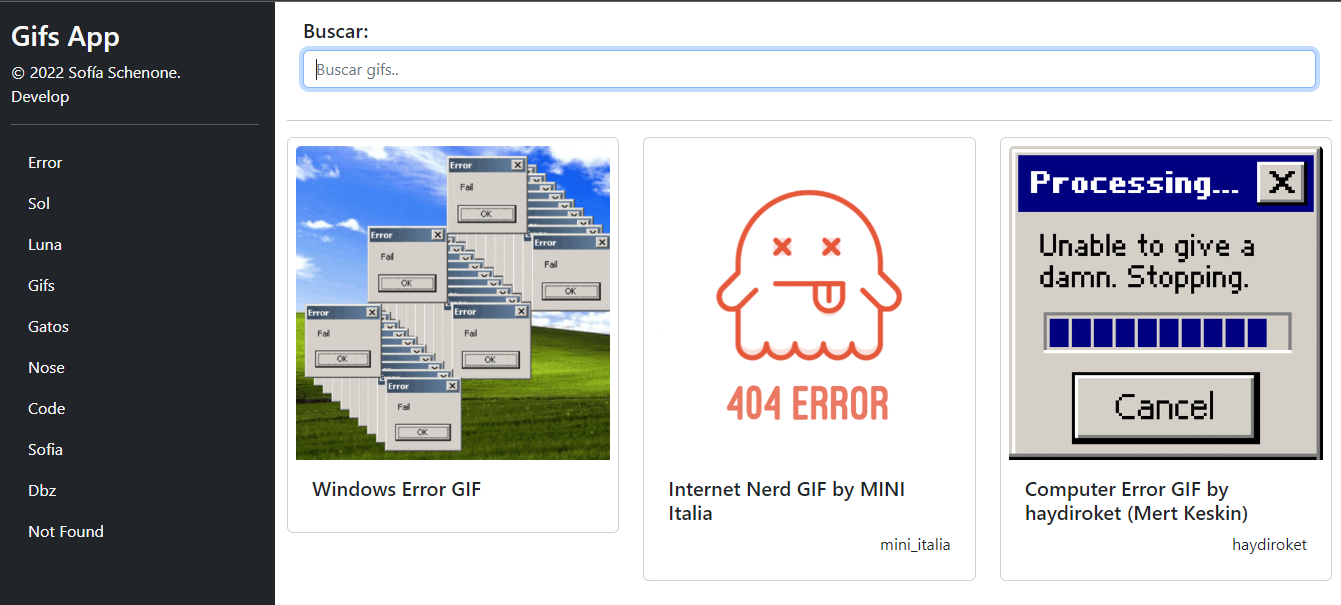 Gifs App
© 2022 Sofía Schenone.
Develop
Error
Sol
Luna
Gifs
Gatos
Nose
Code
Sofia
Dbz
Not Found
Buscar:
Buscar gifs..
Error
Fail
OK
Error
Fail
OK
Error
Fail
OK
Error
Fail
OK
Error
Fail
OK
Error
Fail
OK
Windows Error GIF
404 ERROR
Internet Nerd GIF by MINI
Italia
mini_italia
Processing...
Unable to give a
damn. Stopping.
Cancel
Computer Error GIF by
haydiroket (Mert Keskin)
haydiroket